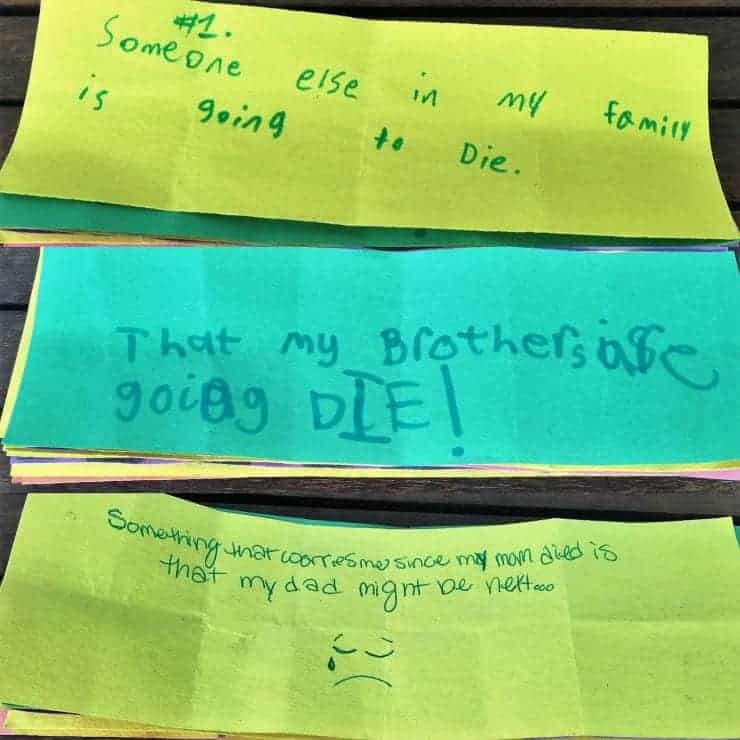 #1.
Someone else in my family
is going to Die.
That my Brothers are
going DIE!
Something that worries me since my mom died is
that my dad might be next...